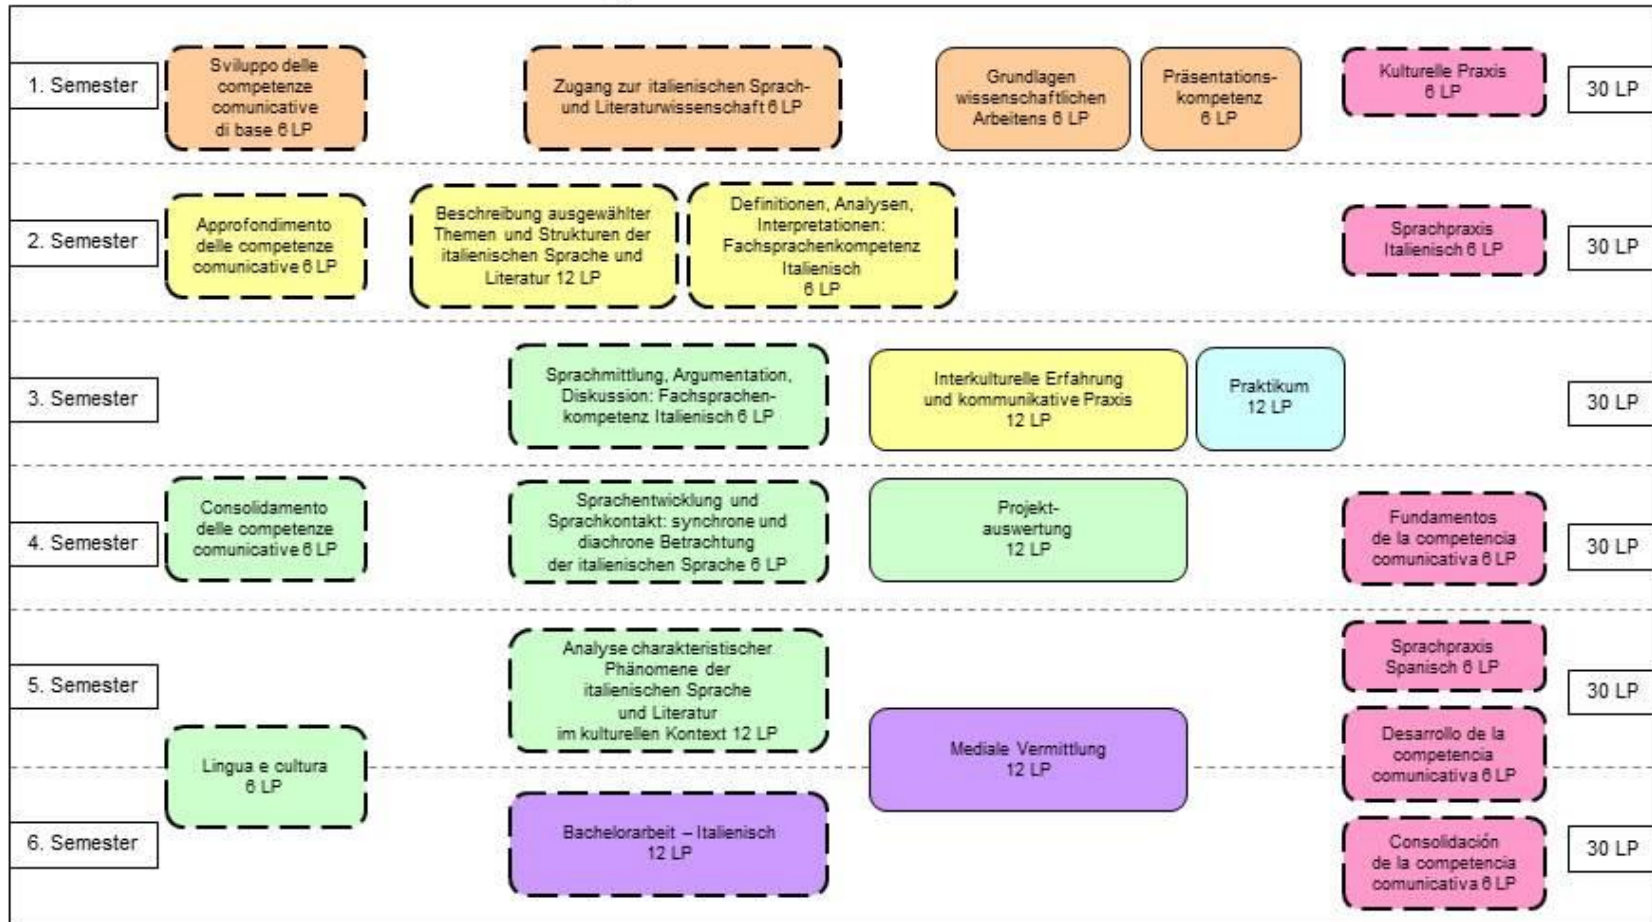 1. Semester
Sviluppo delle
competenze
comunicative
di base 6 LP
Zugang zur italienischen Sprach-
und Literaturwissenschaft 6 LP
Grundlagen
wissenschaftlichen
Arbeitens 6 LP
Präsentations-
kompetenz
6 LP
Kulturelle Praxis
6 LP
30 LP
2. Semester
Approfondimento
delle competenze
comunicative 6 LP
Beschreibung ausgewählter
Themen und Strukturen der
italienischen Sprache und
Literatur 12 LP
Definitionen, Analysen,
Interpretationen:
Fachsprachenkompetenz
Italienisch
6 LP
Sprachpraxis
Italienisch 6 LP
30 LP
3. Semester
Sprachmittlung, Argumentation,
Diskussion: Fachsprachen-
kompetenz Italienisch 6 LP
Interkulturelle Erfahrung
und kommunikative Praxis
12 LP
Praktikum
12 LP
30 LP
4. Semester
Consolidamento
delle competenze
comunicative 6 LP
Sprachentwicklung und
Sprachkontakt: synchrone und
diachrone Betrachtung
der italienischen Sprache 6 LP
Projekt-
auswertung
12 LP
Fundamentos
de la competencia
comunicativa 6 LP
30 LP
5. Semester
Analyse charakteristischer
Phänomene der
italienischen Sprache
und Literatur
im kulturellen Kontext 12 LP
Sprachpraxis
Spanisch 6 LP
30 LP
Lingua e cultura
6 LP
Mediale Vermittlung
12 LP
Desarrollo de la
competencia
comunicativa 6 LP
6. Semester
Bachelorarbeit – Italienisch
12 LP
Consolidación
de la competencia
comunicativa 6 LP
30 LP